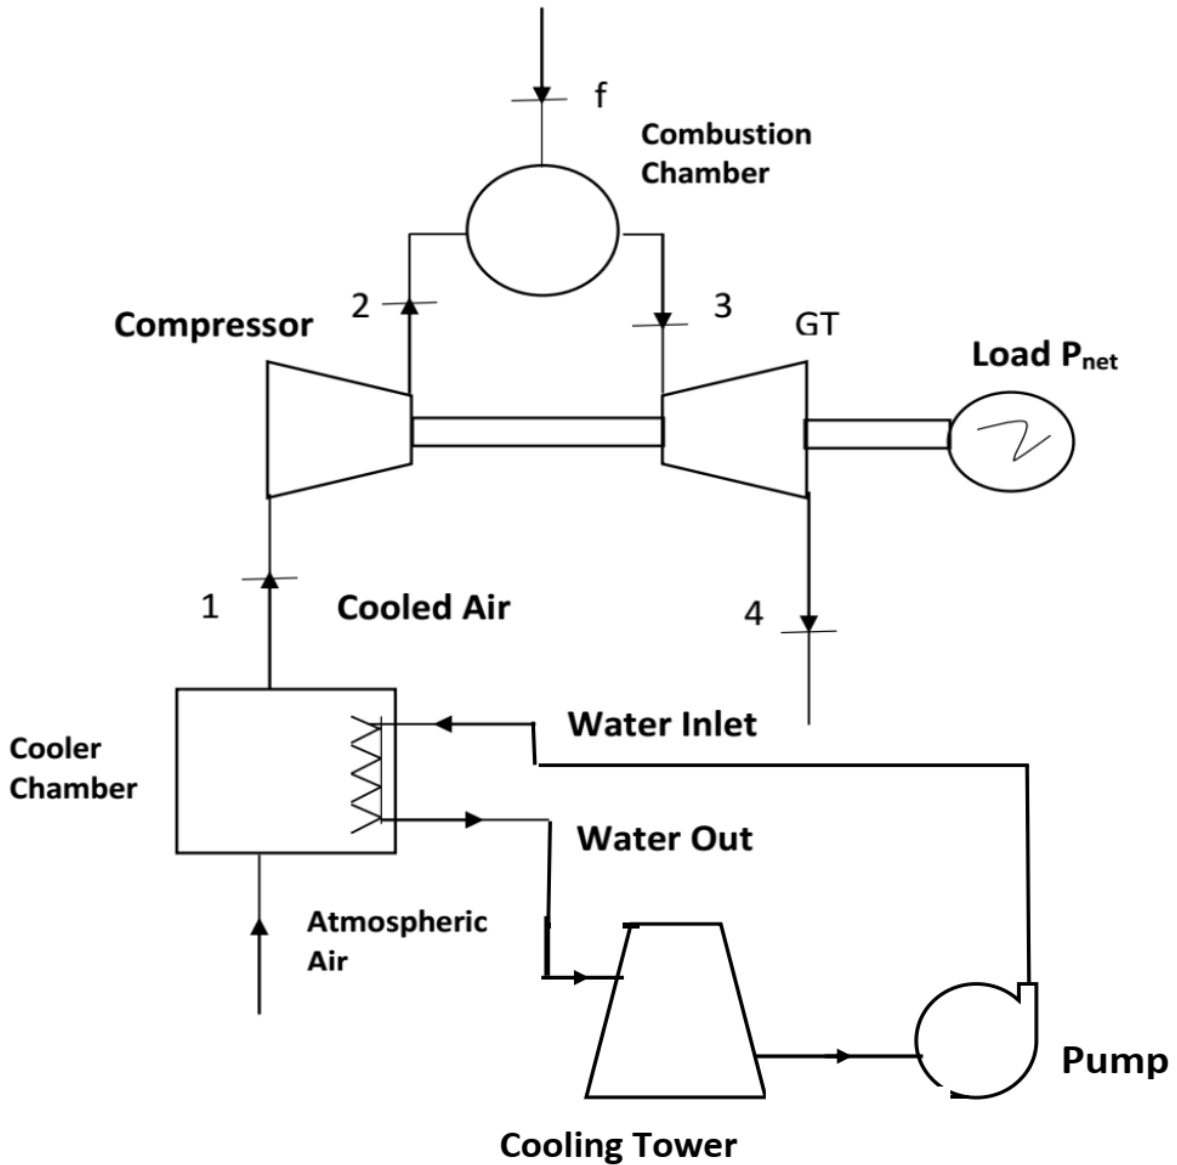 f
Combustion
Chamber
2
3
Compressor
GT
Load Pnet
1
Cooled Air
4
Water Inlet
Cooler
Chamber
Water Out
Atmospheric
Air
Pump
Cooling Tower